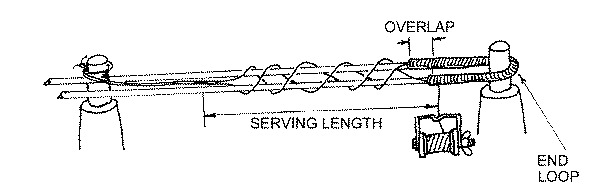 OVERLAP
SERVING LENGTH
END
LOOP